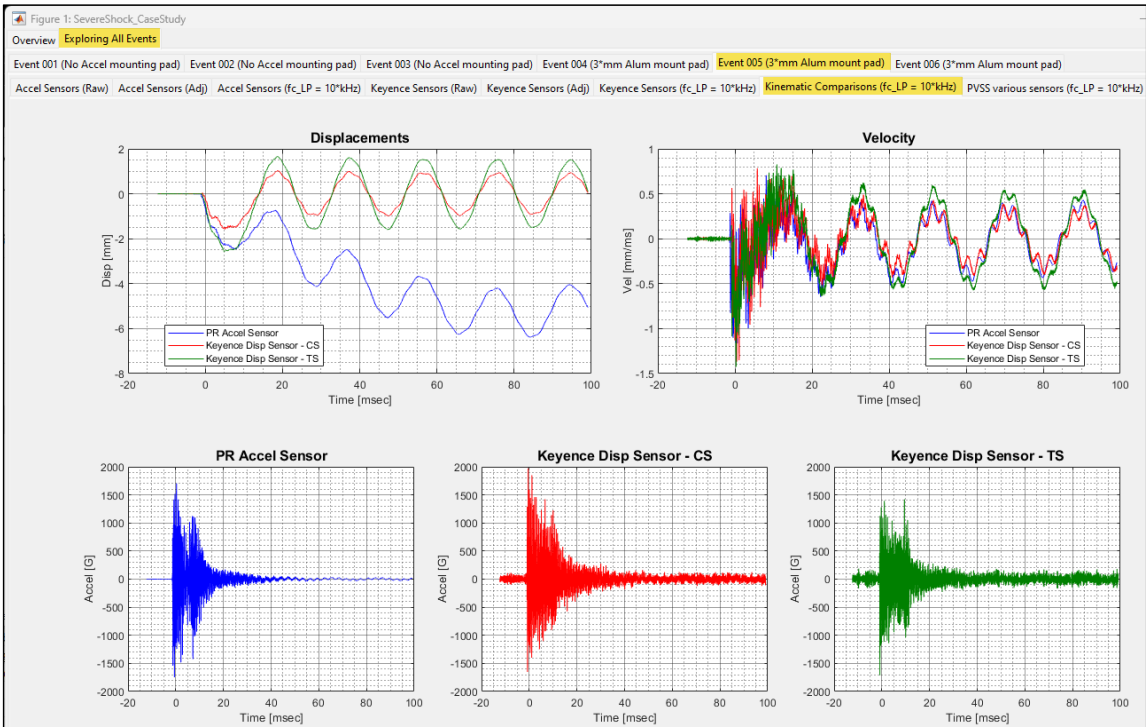 Figure 1: SevereShock_CaseStudy
Overview Exploring All Events
Event 001 (No Accel mounting pad) Event 002 (No Accel mounting pad) Event 003 (No Accel mounting pad) Event 004 (3*mm Alum mount pad) Event 005 (3*mm Alum mount pad) Event 006 (3*mm Alum mount pad)
Accel Sensors (Raw) Accel Sensors (Adj) Accel Sensors (fc_LP = 10*kHz) Keyence Sensors (Raw) Keyence Sensors (Adj) Keyence Sensors (fc_LP = 10*kHz) Kinematic Comparisons (fc_LP = 10*kHz) PVSS various sensors (fc_LP = 10*kHz)
Displacements
2
0
-2
-4
-6
-8
Disp [mm]
PR Accel Sensor
Keyence Disp Sensor - CS
Keyence Disp Sensor - TS
-20 0 20 40 60 80 100
Time [msec]
Velocity
1
0.5
0
-0.5
-1
-1.5
Vel [mm/ms]
PR Accel Sensor
Keyence Disp Sensor - CS
Keyence Disp Sensor - TS
-20 0 20 40 60 80 100
Time [msec]
PR Accel Sensor
2000
1500
1000
500
0
-500
-1000
-1500
-2000
Accel [G]
-20 0 20 40 60 80 100
Time [msec]
Keyence Disp Sensor - CS
2000
1500
1000
500
0
-500
-1000
-1500
-2000
Accel [G]
-20 0 20 40 60 80 100
Time [msec]
Keyence Disp Sensor - TS
2000
1500
1000
500
0
-500
-1000
-1500
-2000
Accel [G]
-20 0 20 40 60 80 100
Time [msec]